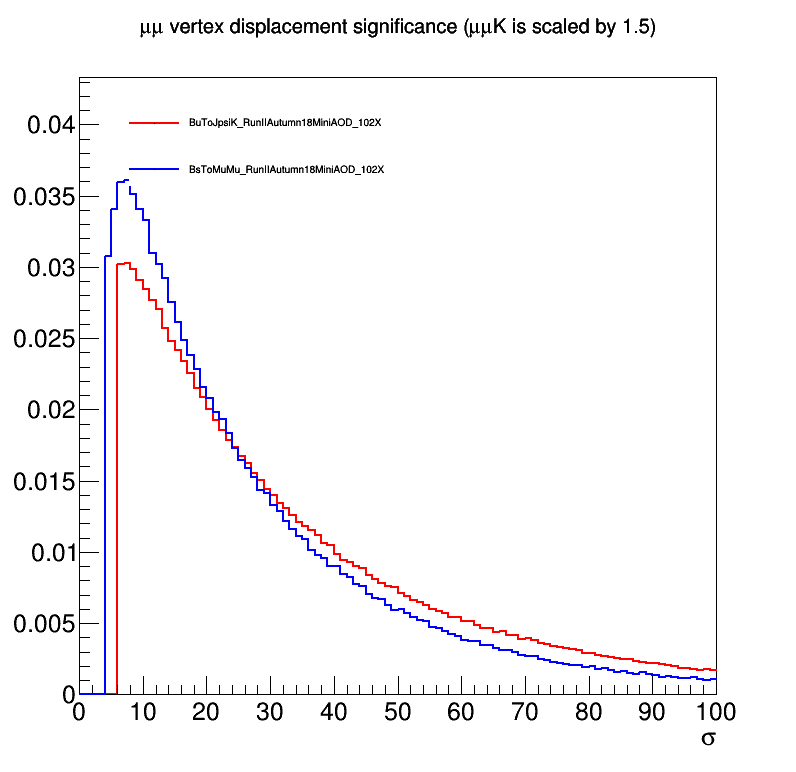 μμ vertex displacement significance (μμK is scaled by 1.5)
0.04
BuToJpsiK_RunIIAutumn18MiniAOD_102X
BsToMuMu_RunIIAutumn18MiniAOD_102X
0.035
0.03
0.025
0.02
0.015
0.01
0.005
0
0 10 20 30 40 50 60 70 80 90 100
σ